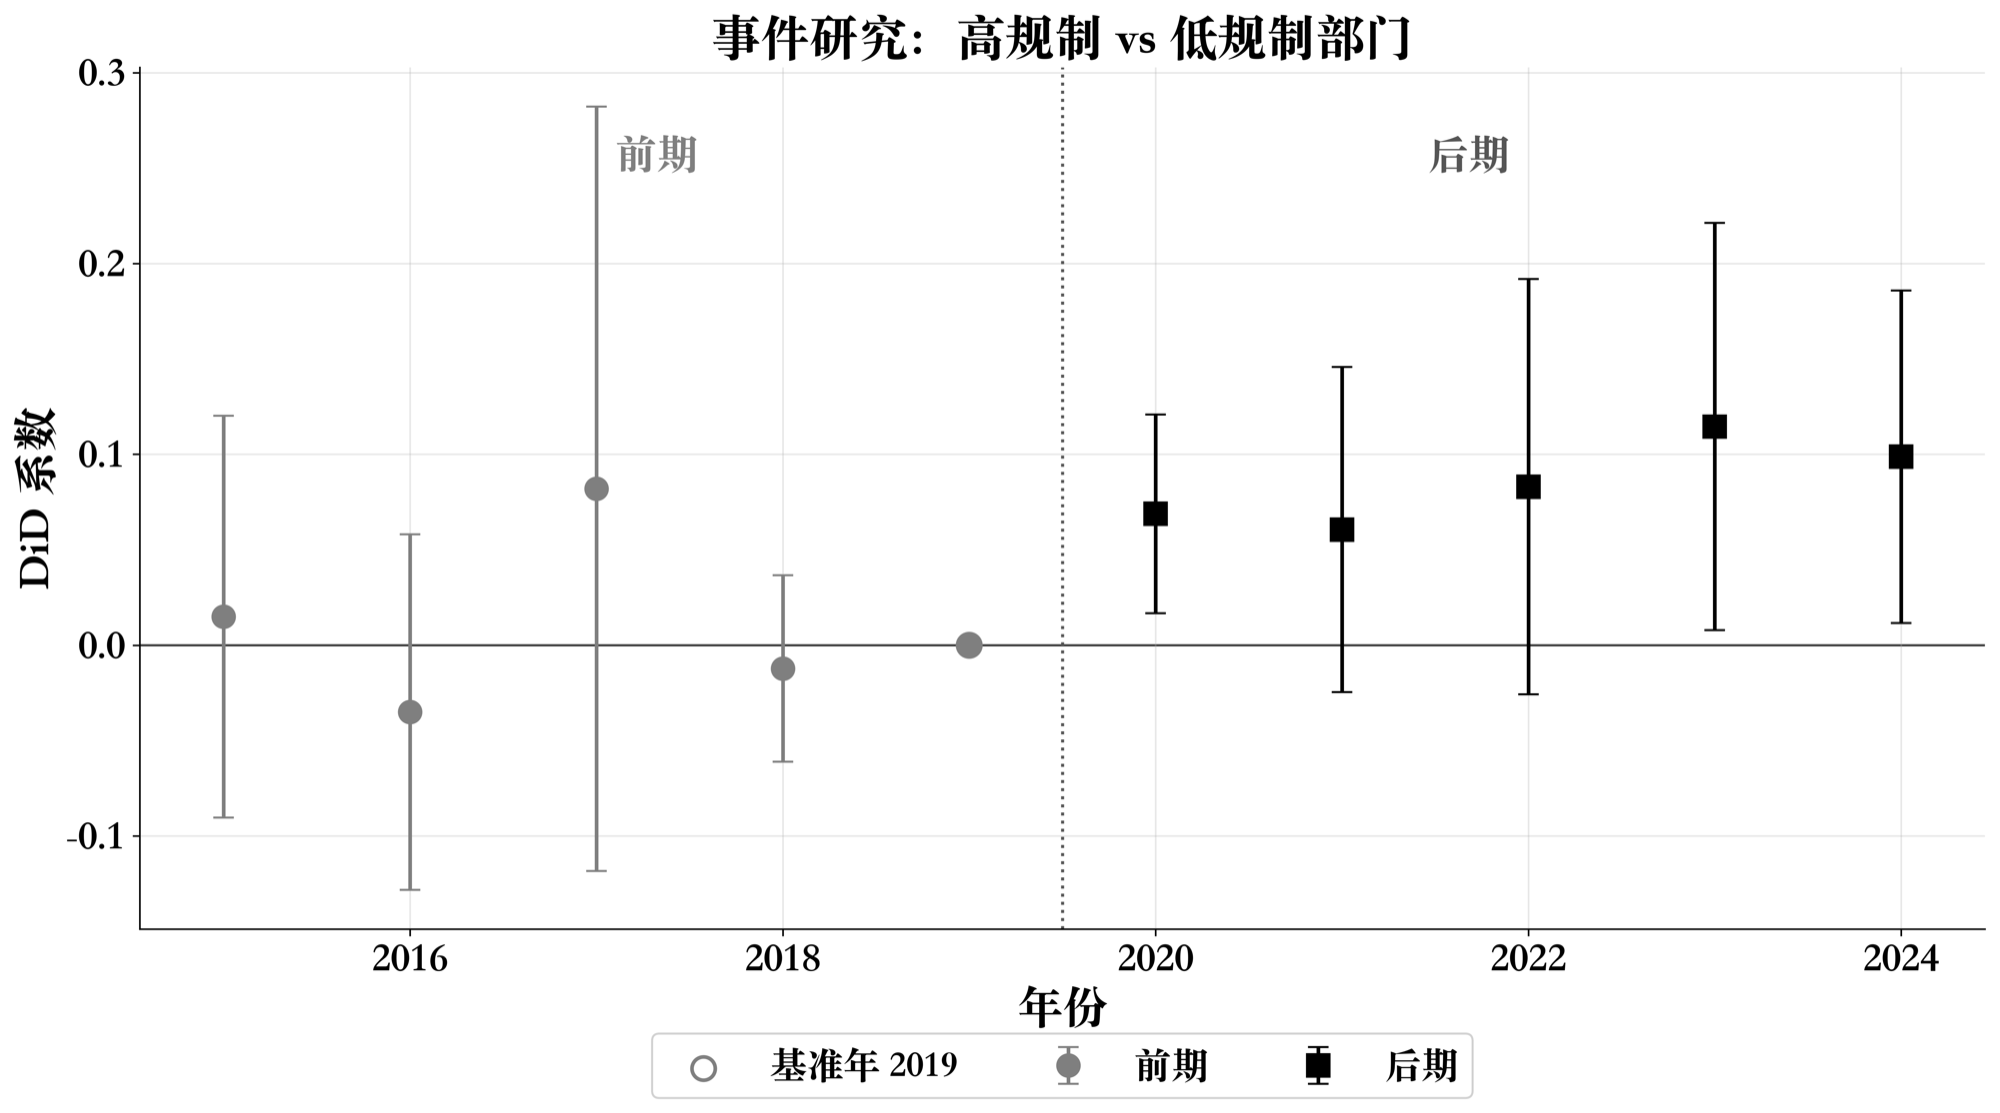 事件研究：高规制 vs 低规制部门
DiD 系数
0.3
0.2
0.1
0.0
-0.1
前期
后期
2016
2018
2020
2022
2024
年份
基准年 2019
前期
后期